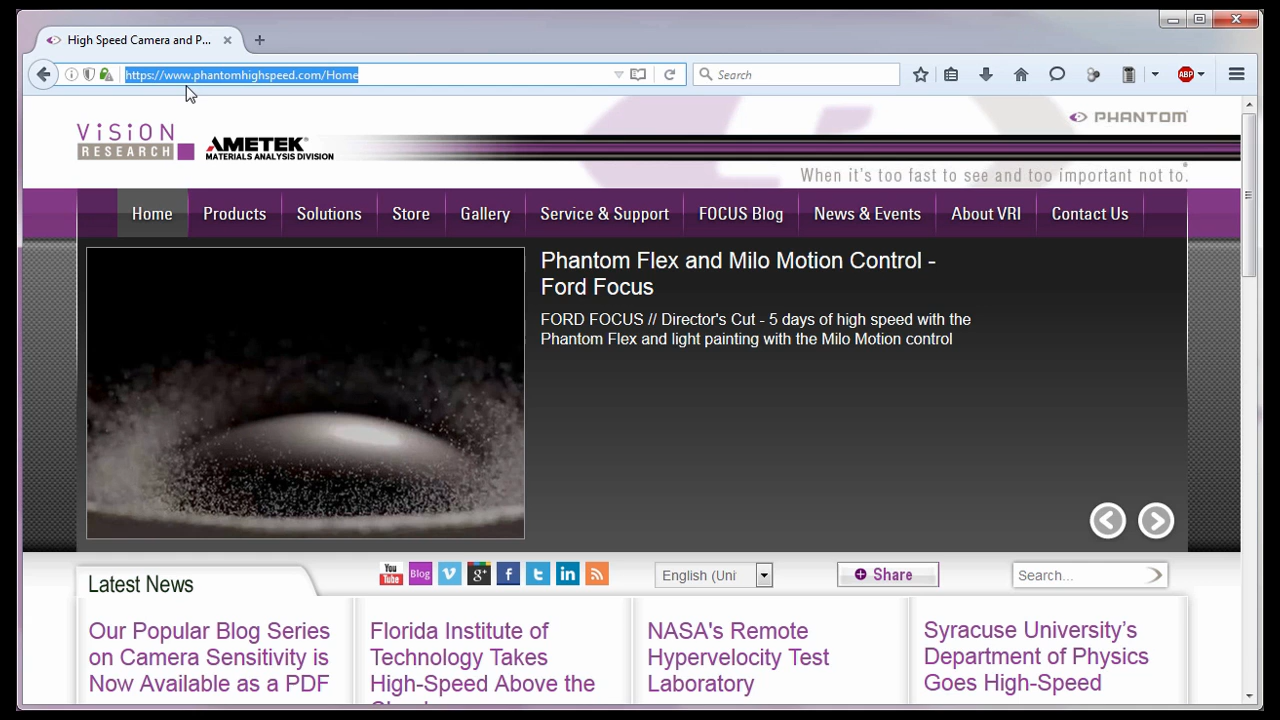 High Speed Camera and P...
https://www.phantomhighspeed.com/Home
Search
ABP
VISION
RESEARCH
AMETEK®
MATERIALS ANALYSIS DIVISION
PHANTOM
When it's too fast to see and too important not to.®
Home Products Solutions Store Gallery Service & Support FOCUS Blog News & Events About VRI Contact Us
Phantom Flex and Milo Motion Control -
Ford Focus
FORD FOCUS // Director's Cut - 5 days of high speed with the
Phantom Flex and light painting with the Milo Motion control
Latest News
You
Tube
Blog
English (Uni
Share
Search...
Our Popular Blog Series
on Camera Sensitivity is
Now Available as a PDF
Florida Institute of
Technology Takes
High-Speed Above the
NASA's Remote
Hypervelocity Test
Laboratory
Syracuse University's
Department of Physics
Goes High-Speed